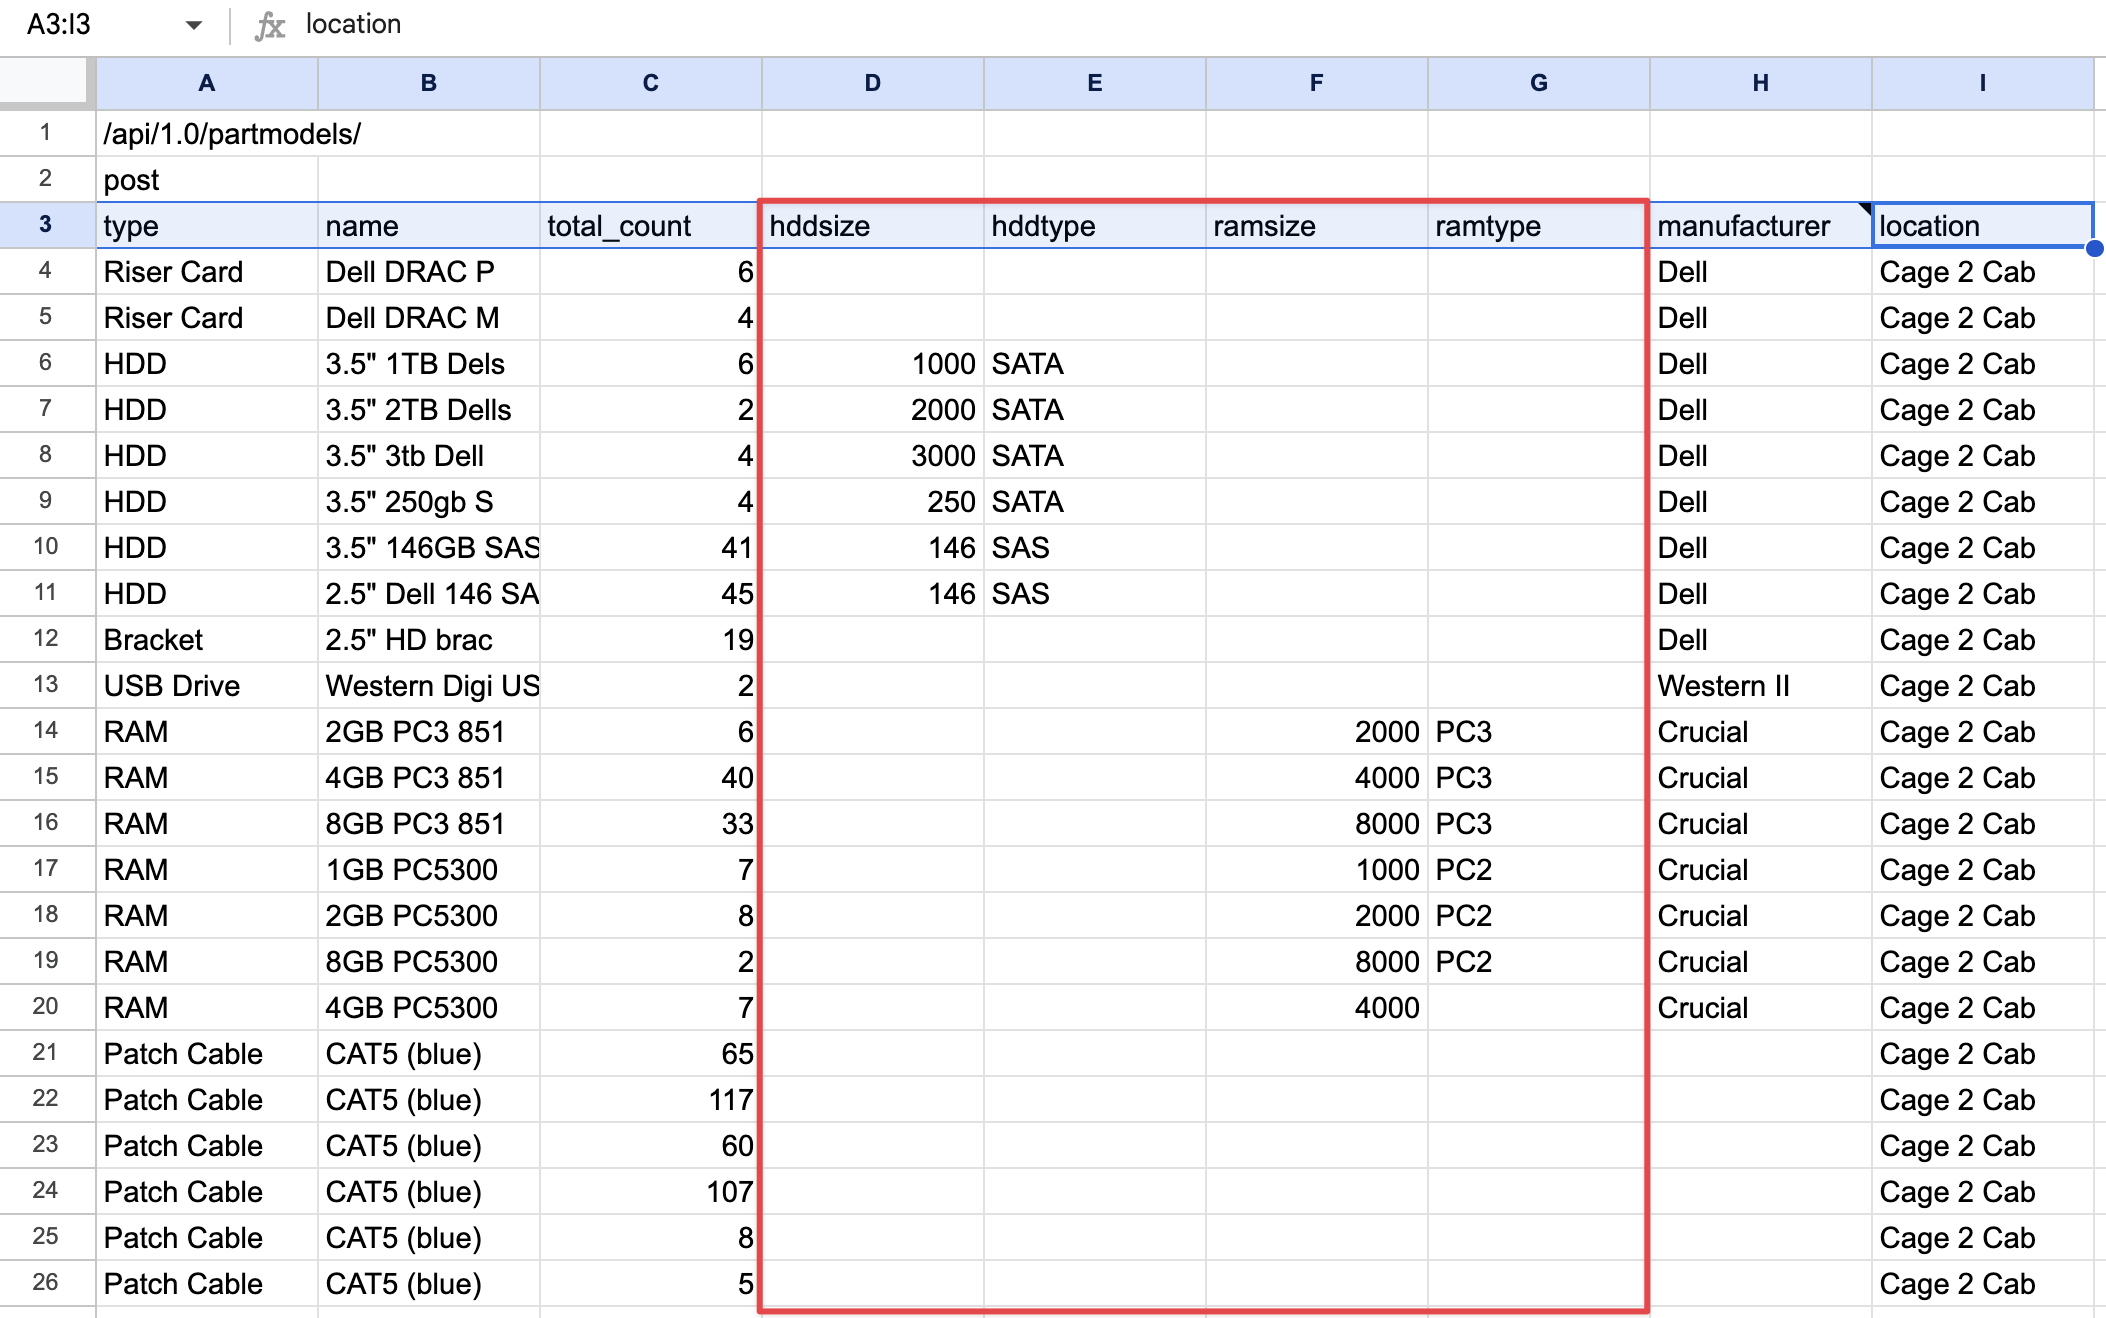 A3:I3 fx location
A B C D E F G H I
1 /api/1.0/partmodels/
2 post
3 type name total_count hddsize hddtype ramsize ramtype manufacturer location
4 Riser Card Dell DRAC P 6 Dell Cage 2 Cab
5 Riser Card Dell DRAC M 4 Dell Cage 2 Cab
6 HDD 3.5" 1TB Dels 6 1000 SATA Dell Cage 2 Cab
7 HDD 3.5" 2TB Dells 2 2000 SATA Dell Cage 2 Cab
8 HDD 3.5" 3tb Dell 4 3000 SATA Dell Cage 2 Cab
9 HDD 3.5" 250gb S 4 250 SATA Dell Cage 2 Cab
10 HDD 3.5" 146GB SAS 41 146 SAS Dell Cage 2 Cab
11 HDD 2.5" Dell 146 SA 45 146 SAS Dell Cage 2 Cab
12 Bracket 2.5" HD brac 19 Dell Cage 2 Cab
13 USB Drive Western Digi US 2 Western II Cage 2 Cab
14 RAM 2GB PC3 851 6 2000 PC3 Crucial Cage 2 Cab
15 RAM 4GB PC3 851 40 4000 PC3 Crucial Cage 2 Cab
16 RAM 8GB PC3 851 33 8000 PC3 Crucial Cage 2 Cab
17 RAM 1GB PC5300 7 1000 PC2 Crucial Cage 2 Cab
18 RAM 2GB PC5300 8 2000 PC2 Crucial Cage 2 Cab
19 RAM 8GB PC5300 2 8000 PC2 Crucial Cage 2 Cab
20 RAM 4GB PC5300 7 4000 Crucial Cage 2 Cab
21 Patch Cable CAT5 (blue) 65 Cage 2 Cab
22 Patch Cable CAT5 (blue) 117 Cage 2 Cab
23 Patch Cable CAT5 (blue) 60 Cage 2 Cab
24 Patch Cable CAT5 (blue) 107 Cage 2 Cab
25 Patch Cable CAT5 (blue) 8 Cage 2 Cab
26 Patch Cable CAT5 (blue) 5 Cage 2 Cab